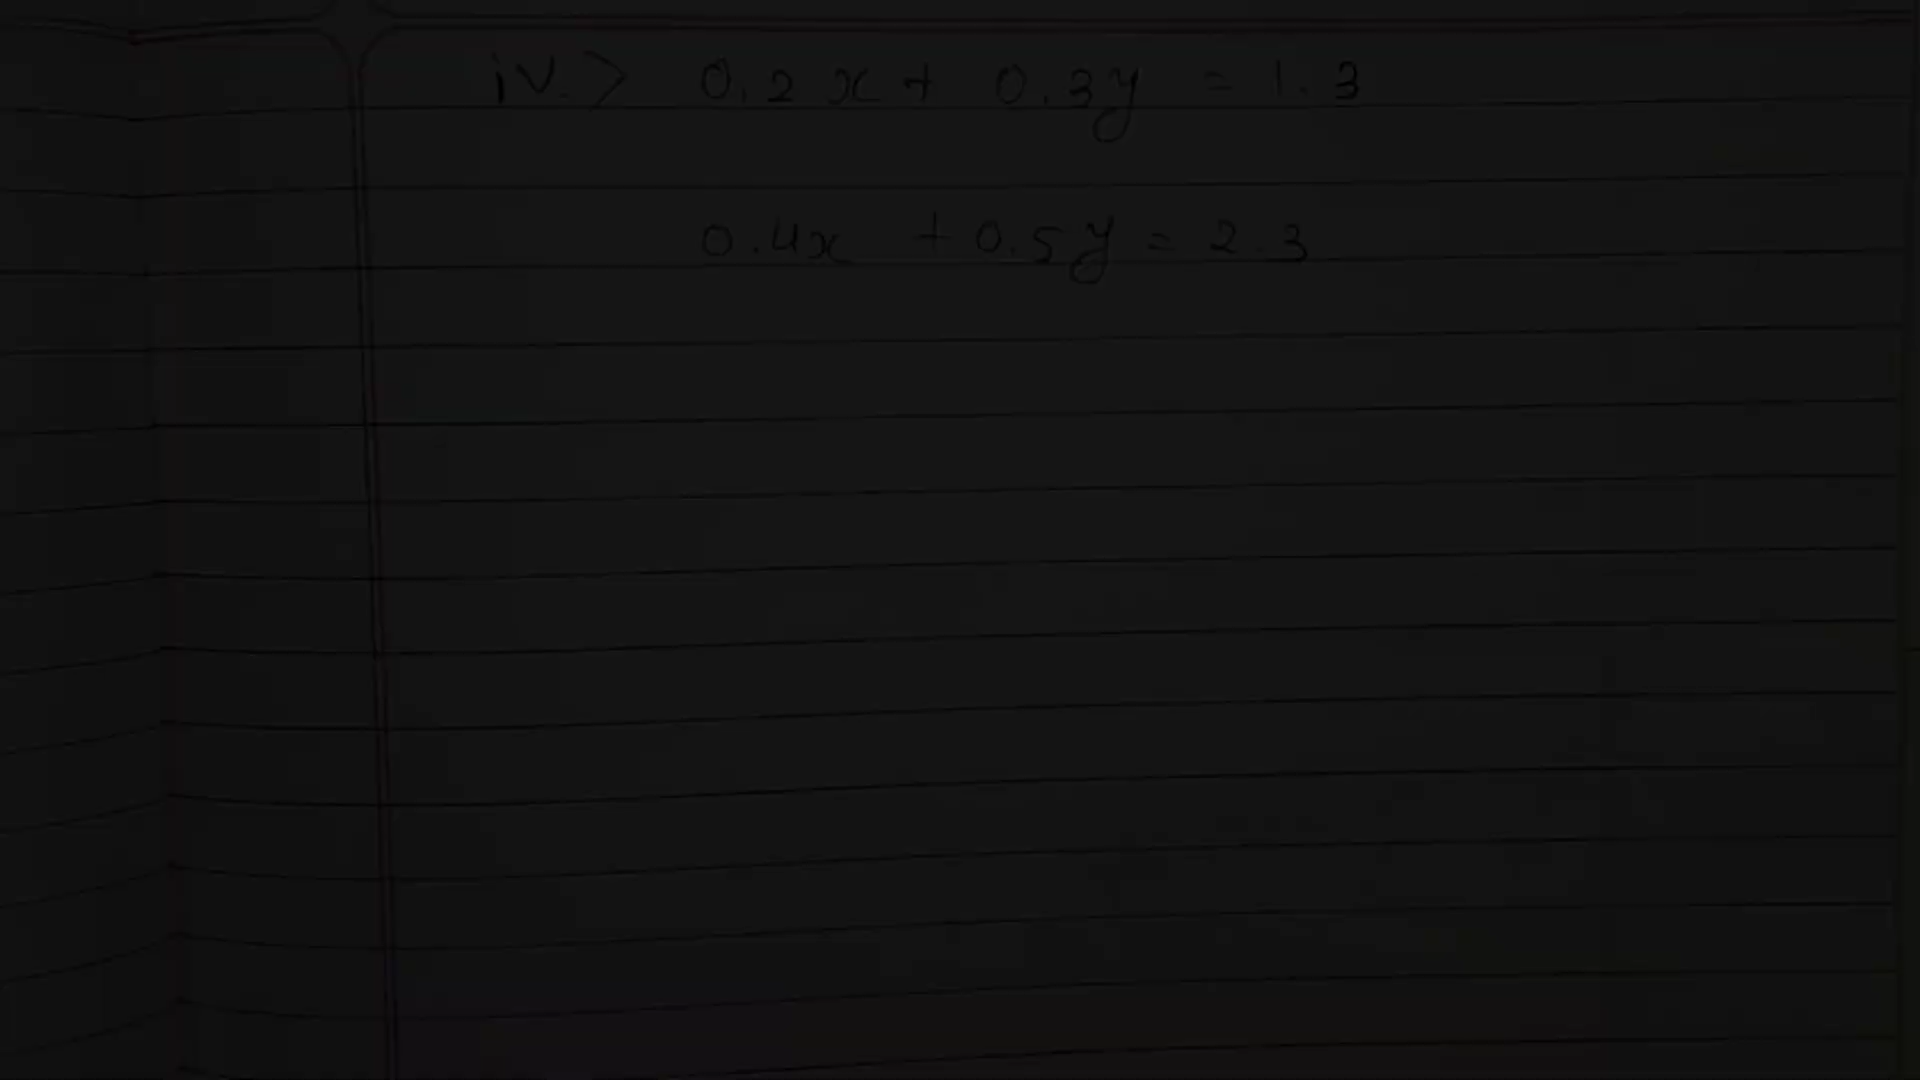 iv.> 0.2x + 0.3y = 1.3
0.4x + 0.5y = 2.3